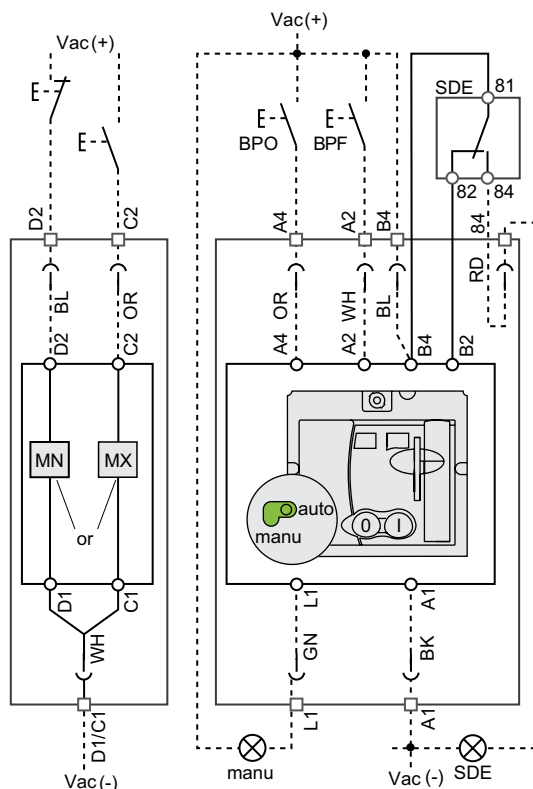 Vac (+)
D2
C2
BL
OR
D2
C2
MN
MX
or
D1
C1
WH
D1/C1
Vac (-)
Vac (+)
BPO
BPF
SDE
81
82
84
A4
A2
B4
84
OR
WH
BL
RD
A4
A2
B4
B2
auto
manu
0
I
L1
A1
GN
BK
L1
A1
manu
Vac (-)
SDE